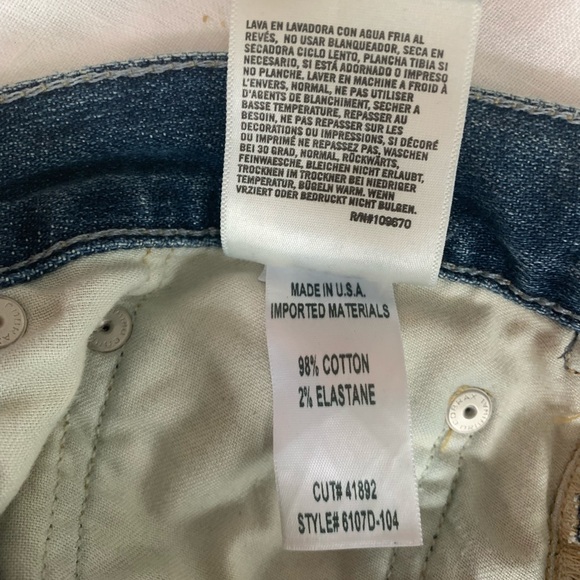 LAVA EN LAVADORA CON AGUA FRIA AL
REVÉS, NO USAR BLANQUEADOR, SECA EN
SECADORA CICLO LENTO, PLANCHA TIBIA SI
NECESARIO, SI ESTÁ ADORNADO O IMPRESO
NO PLANCHE. LAVER EN MACHINE A FROID À
L'ENVERS, NORMAL, NE PAS UTILISER
D'AGENTS DE BLANCHIMENT, SECHER A
BASSE TEMPERATURE, REPASSER AU
BESOIN, NE PAS REPASSER SUR LES
DECORATIONS OU IMPRESSIONS, SI DÉCORÉ
OU IMPRIMÉ NE REPASSEZ PAS, WASCHEN
BEI 30 GRAD, NORMAL, RÜCKWÄRTS,
FEINWAESCHE, BLEICHEN NICHT ERLAUBT,
TROCKNEN IM TROCKNER BEI NIEDRIGER
TEMPERATUR, BÜGELN WARM. WENN
VRZIERT ODER BEDRUCKT NICHT BULGEN.
R/N#109670
MADE IN U.S.A.
IMPORTED MATERIALS
98% COTTON
2% ELASTANE
CUT# 41892
STYLE# 6107D-104